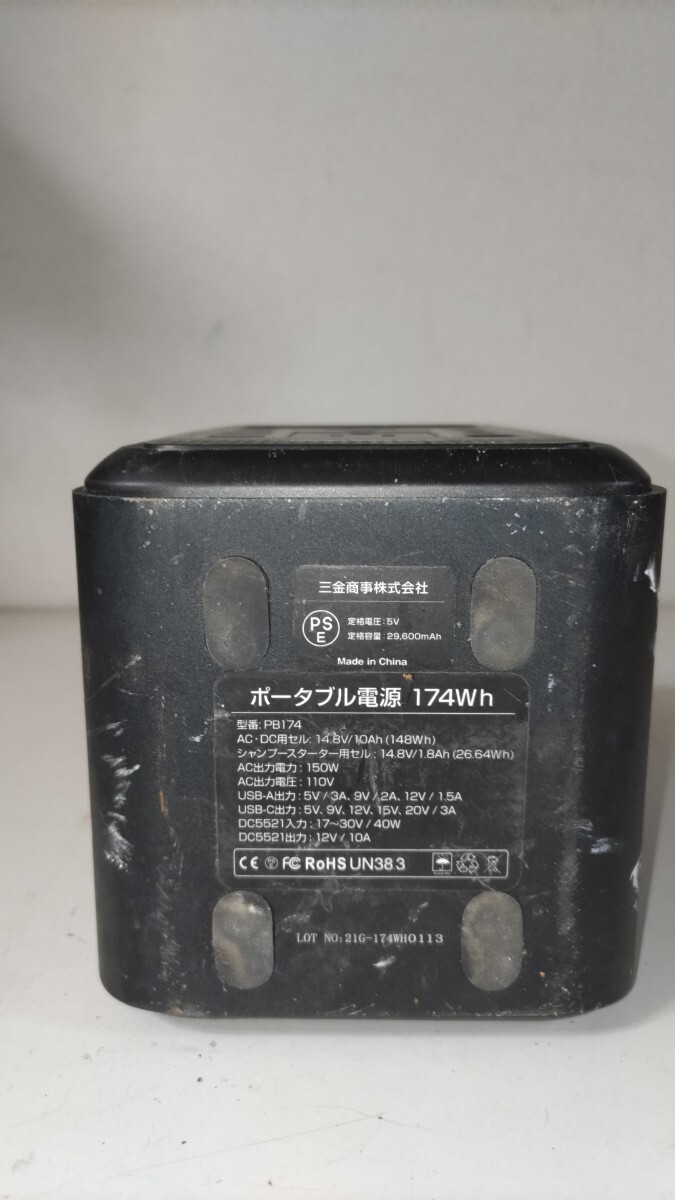 三金商事株式会社
PS
E
定格電圧:5V
定格容量:29,600mAh
Made in China
ポータブル電源 174Wh
型番:PB174
AC・DC用セル:14.8V/10Ah(148Wh)
シャンプースターター用セル:14.8V/1.8Ah(26.64Wh)
AC出力電力:150W
AC出力電圧:110V
USB-A出力:5V/3A、9V/2A、12V/1.5A
USB-C出力:5V、9V、12V、15V、20V/3A
DC5521入力:17〜30V/40W
DC5521出力:12V/10A
CE FC RoHS UN38.3
LOT NO:21G-174WH0113